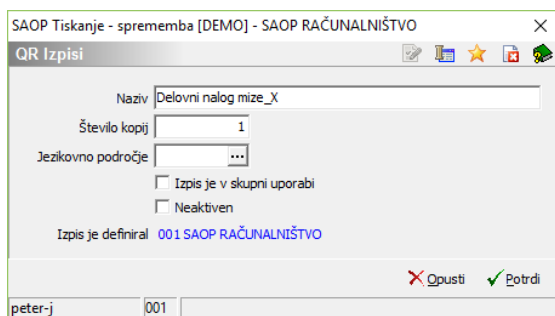 SAOP Tiskanje - sprememba [DEMO] - SAOP RAČUNALNIŠTVO
QR Izpisi
Naziv Delovni nalog mize_X
Število kopij 1
Jezikovno področje ...
Izpis je v skupni uporabi
Neaktiven
Izpis je definiral 001 SAOP RAČUNALNIŠTVO
Opusti Potrdi
peter-j 001